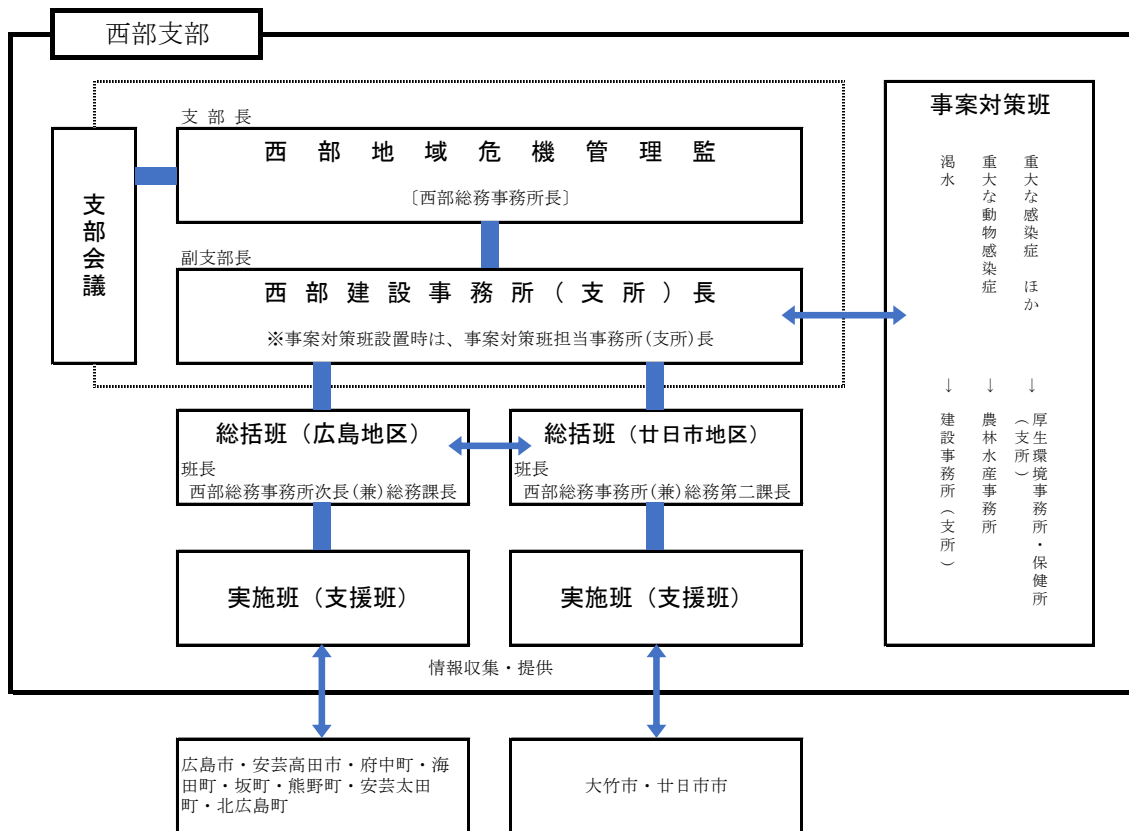 西部支部
支部会議
支 部 長
西部地域危機管理監
〔西部総務事務所長〕
副支部長
西部建設事務所(支所)長
※事案対策班設置時は、事案対策班担当事務所(支所)長
総括班（広島地区）
班長
西部総務事務所次長(兼)総務課長
総括班（廿日市地区）
班長
西部総務事務所(兼)総務第二課長
実施班（支援班）
実施班（支援班）
情報収集・提供
広島市・安芸高田市・府中町・海
田町・坂町・熊野町・安芸太田
町・北広島町
大竹市・廿日市市
事案対策班
重大な感染症 ほか
↓
厚生環境事務所・保健所
（支所）
重大な動物感染症
↓
農林水産事務所
渇水
↓
建設事務所（支所）